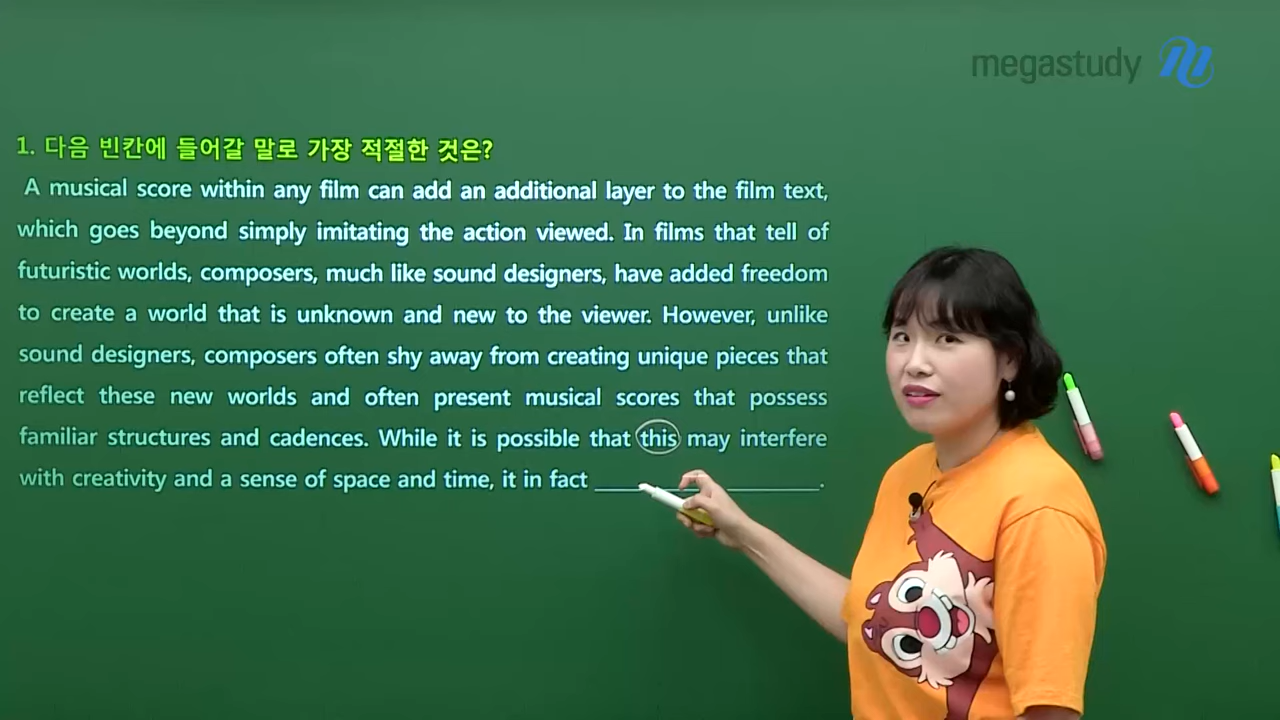 megastudy
1. 다음 빈칸에 들어갈 말로 가장 적절한 것은?
A musical score within any film can add an additional layer to the film text,
which goes beyond simply imitating the action viewed. In films that tell of
futuristic worlds, composers, much like sound designers, have added freedom
to create a world that is unknown and new to the viewer. However, unlike
sound designers, composers often shy away from creating unique pieces that
reflect these new worlds and often present musical scores that possess
familiar structures and cadences. While it is possible that this may interfere
with creativity and a sense of space and time, it in fact ____________.